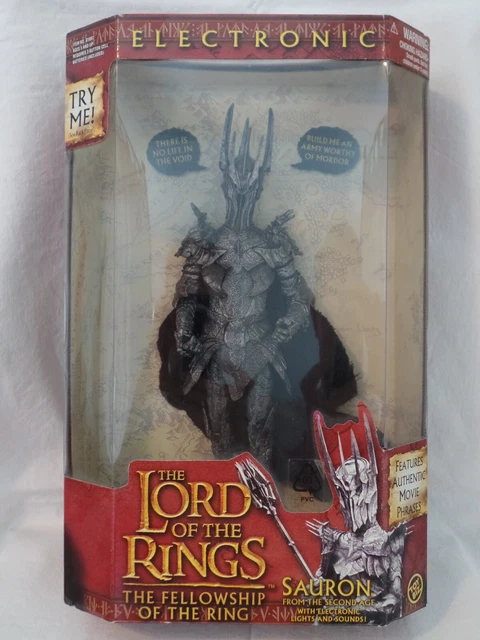 ELECTRONIC
WARNING:
TRY
ME!
THERE IS
NO LIFE IN
THE VOID
BUILD ME AN
ARMY WORTHY
OF MORDOR
PVC
THE
LORD
OF THE
RINGS
™
THE FELLOWSHIP
OF THE RING
FEATURES
AUTHENTIC
MOVIE
PHRASES
SAURON
FROM THE SECOND AGE
WITH ELECTRONIC
LIGHTS AND SOUNDS!